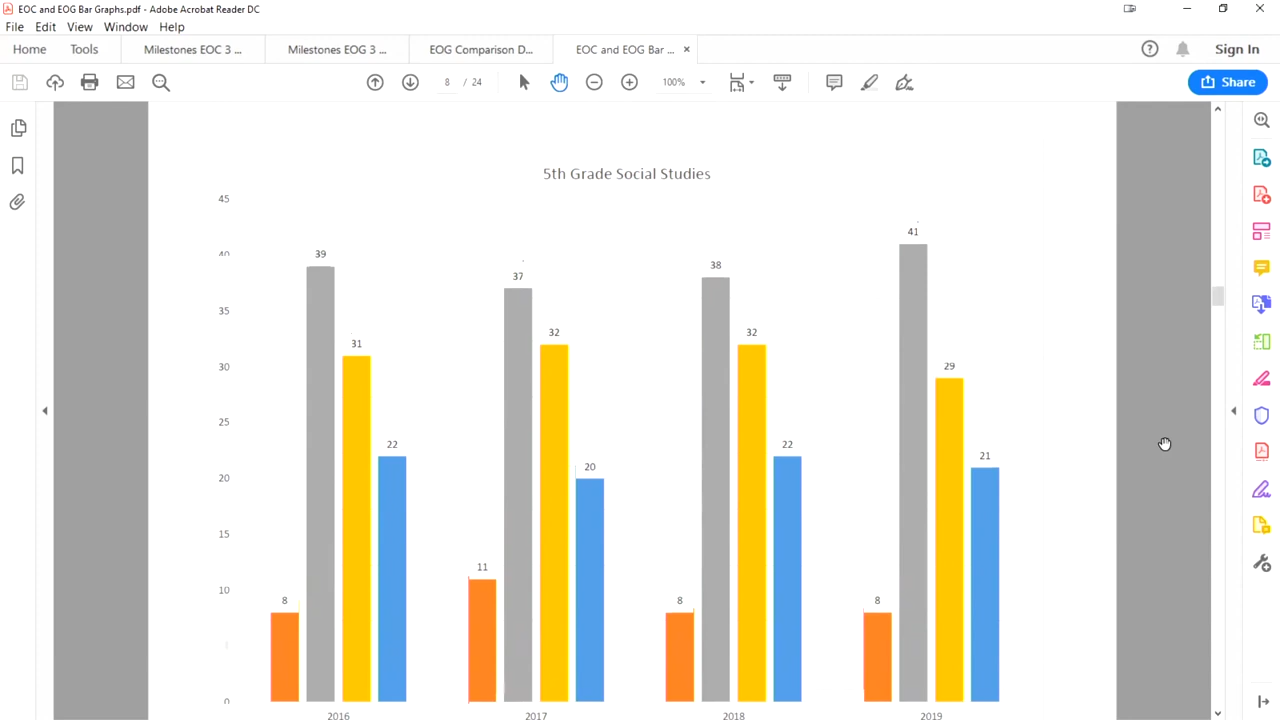 EOC and EOG Bar Graphs.pdf - Adobe Acrobat Reader DC
File Edit View Window Help
Home Tools Milestones EOC 3 ... Milestones EOG 3 ... EOG Comparison D... EOC and EOG Bar ... × Sign In
8 / 24 100% Share
5th Grade Social Studies
45
41
40 39
38
37
35
32 32
31
30 29
25
22 22
21
20 20
15
11
10
8 8 8
0
2016 2017 2018 2019